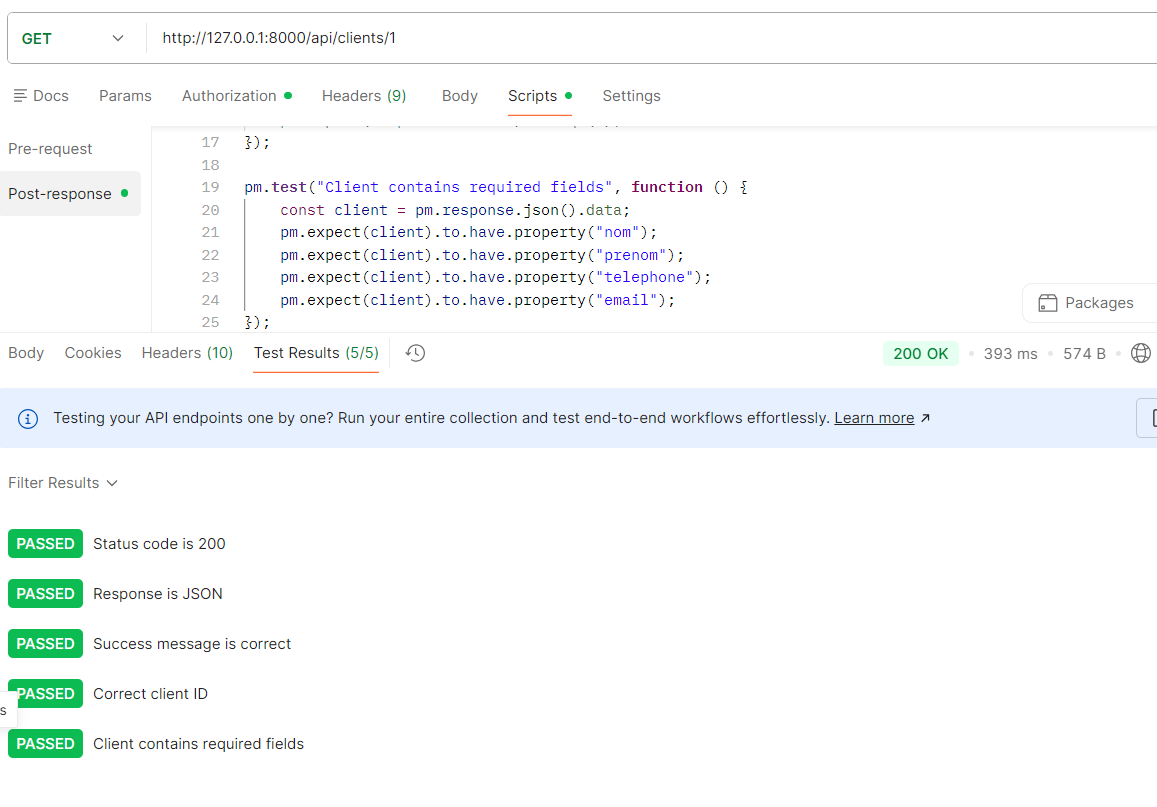 GET http://127.0.0.1:8000/api/clients/1
Docs Params Authorization Headers (9) Body Scripts Settings
Pre-request
Post-response
17 });
18
19 pm.test("Client contains required fields", function () {
20 const client = pm.response.json().data;
21 pm.expect(client).to.have.property("nom");
22 pm.expect(client).to.have.property("prenom");
23 pm.expect(client).to.have.property("telephone");
24 pm.expect(client).to.have.property("email");
25 });
Packages
Body Cookies Headers (10) Test Results (5/5) 200 OK 393 ms 574 B
Testing your API endpoints one by one? Run your entire collection and test end-to-end workflows effortlessly. Learn more
Filter Results
PASSED Status code is 200
PASSED Response is JSON
PASSED Success message is correct
PASSED Correct client ID
s
PASSED Client contains required fields